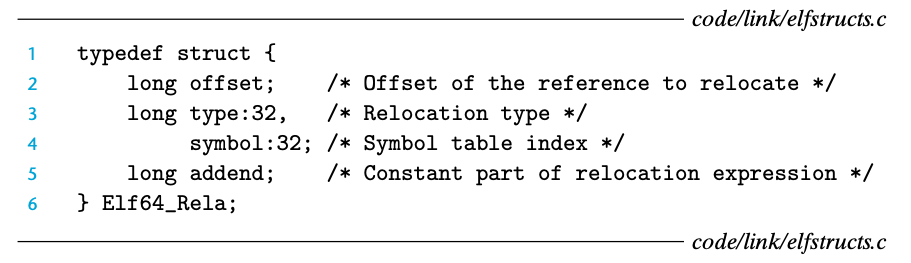 code/link/elfstructs.c
1 typedef struct {
2 long offset; /* Offset of the reference to relocate */
3 long type:32, /* Relocation type */
4 symbol:32; /* Symbol table index */
5 long addend; /* Constant part of relocation expression */
6 } Elf64_Rela;
code/link/elfstructs.c